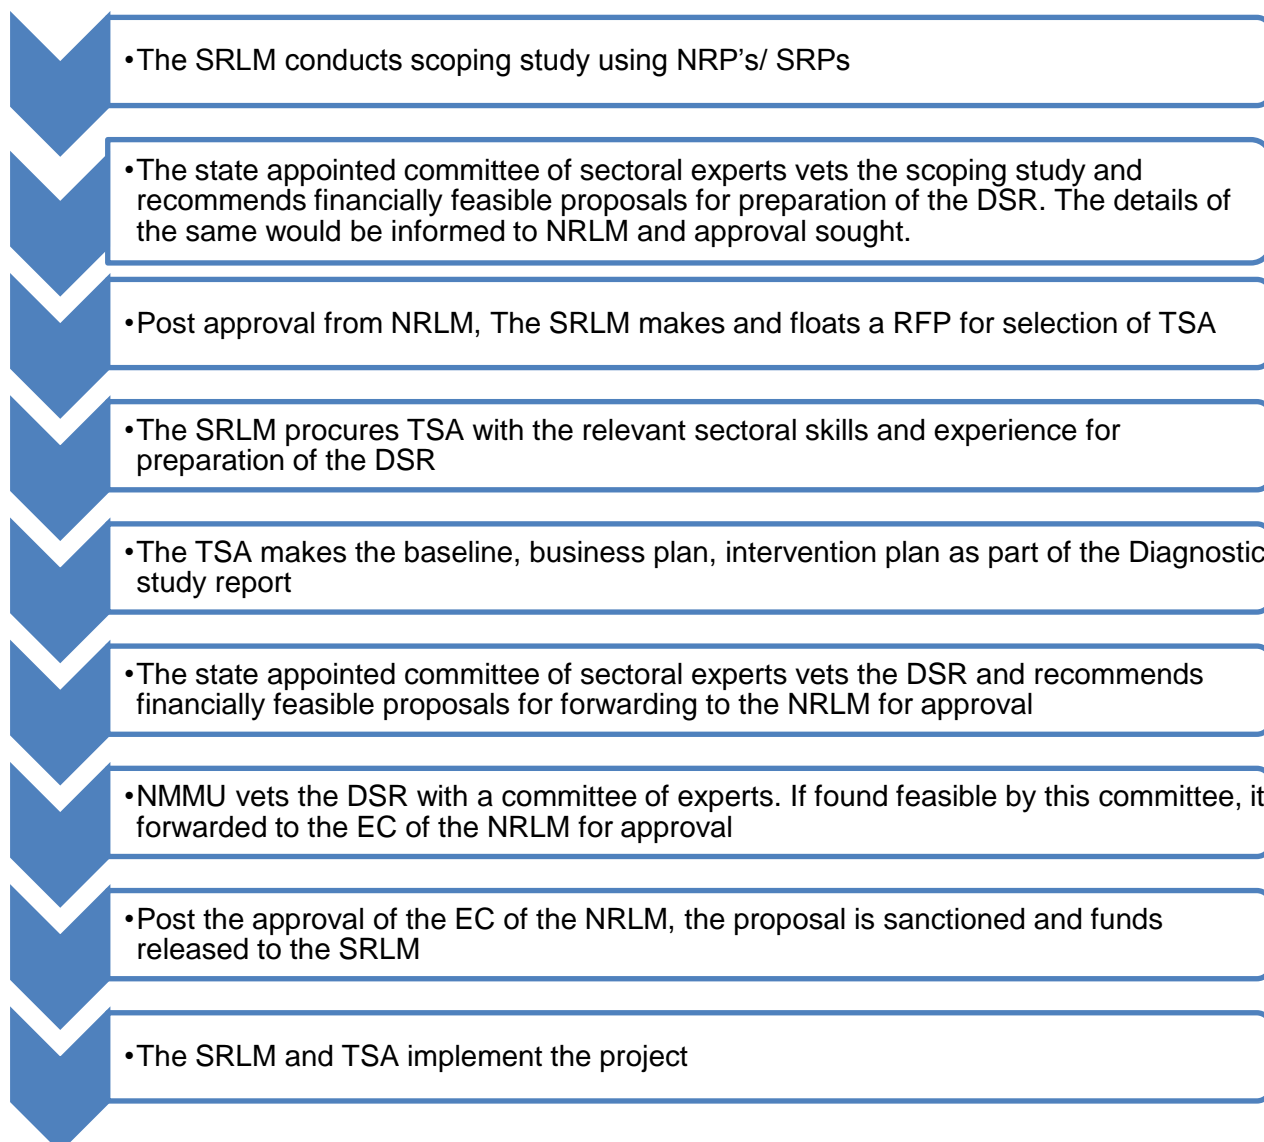 •The SRLM conducts scoping study using NRP's/ SRPs
•The state appointed committee of sectoral experts vets the scoping study and
recommends financially feasible proposals for preparation of the DSR. The details of
the same would be informed to NRLM and approval sought.
•Post approval from NRLM, The SRLM makes and floats a RFP for selection of TSA
•The SRLM procures TSA with the relevant sectoral skills and experience for
preparation of the DSR
•The TSA makes the baseline, business plan, intervention plan as part of the Diagnostic
study report
•The state appointed committee of sectoral experts vets the DSR and recommends
financially feasible proposals for forwarding to the NRLM for approval
•NMMU vets the DSR with a committee of experts. If found feasible by this committee, it
forwarded to the EC of the NRLM for approval
•Post the approval of the EC of the NRLM, the proposal is sanctioned and funds
released to the SRLM
•The SRLM and TSA implement the project